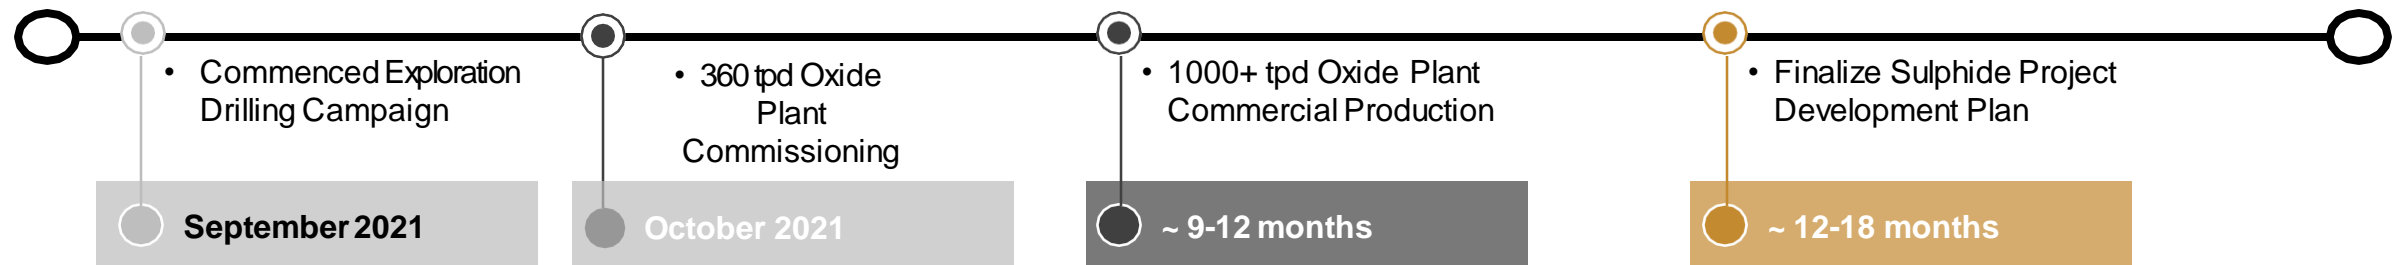 • Commenced Exploration
Drilling Campaign
September 2021
• 360 tpd Oxide
Plant
Commissioning
October 2021
• 1000+ tpd Oxide Plant
Commercial Production
~ 9-12 months
• Finalize Sulphide Project
Development Plan
~ 12-18 months